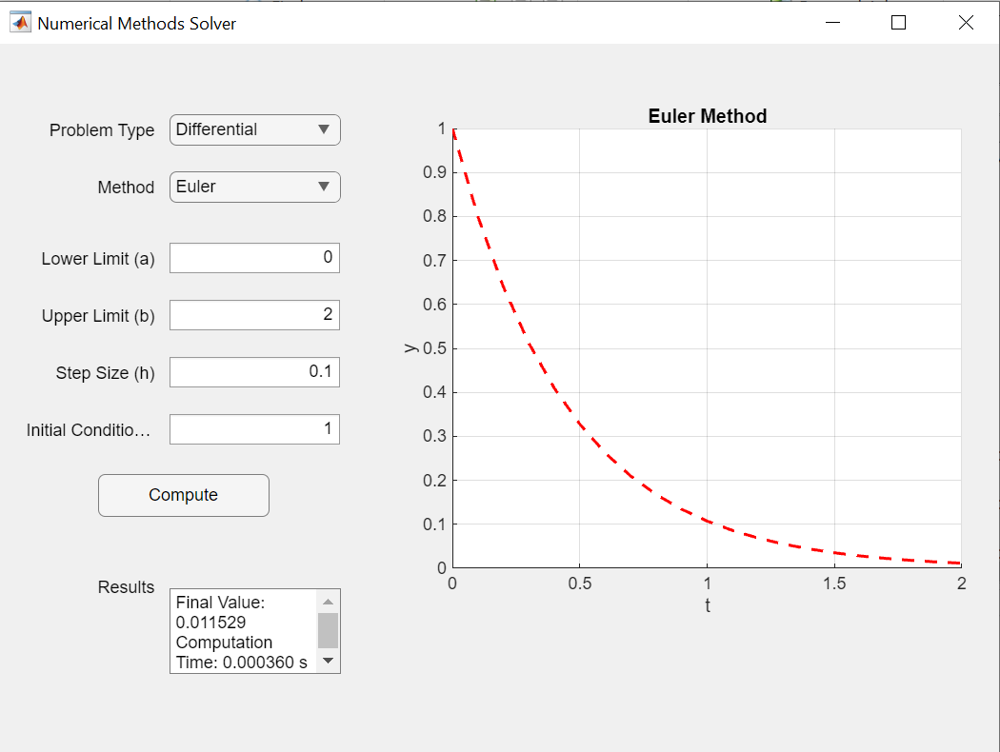 Numerical Methods Solver
Problem Type
Differential
Method
Euler
Lower Limit (a)
0
Upper Limit (b)
2
Step Size (h)
0.1
Initial Conditio…
1
Compute
Results
Final Value:
0.011529
Computation
Time: 0.000360 s
Euler Method
1
0.9
0.8
0.7
0.6
0.5
0.4
0.3
0.2
0.1
0
y
0
0.5
1
1.5
2
t